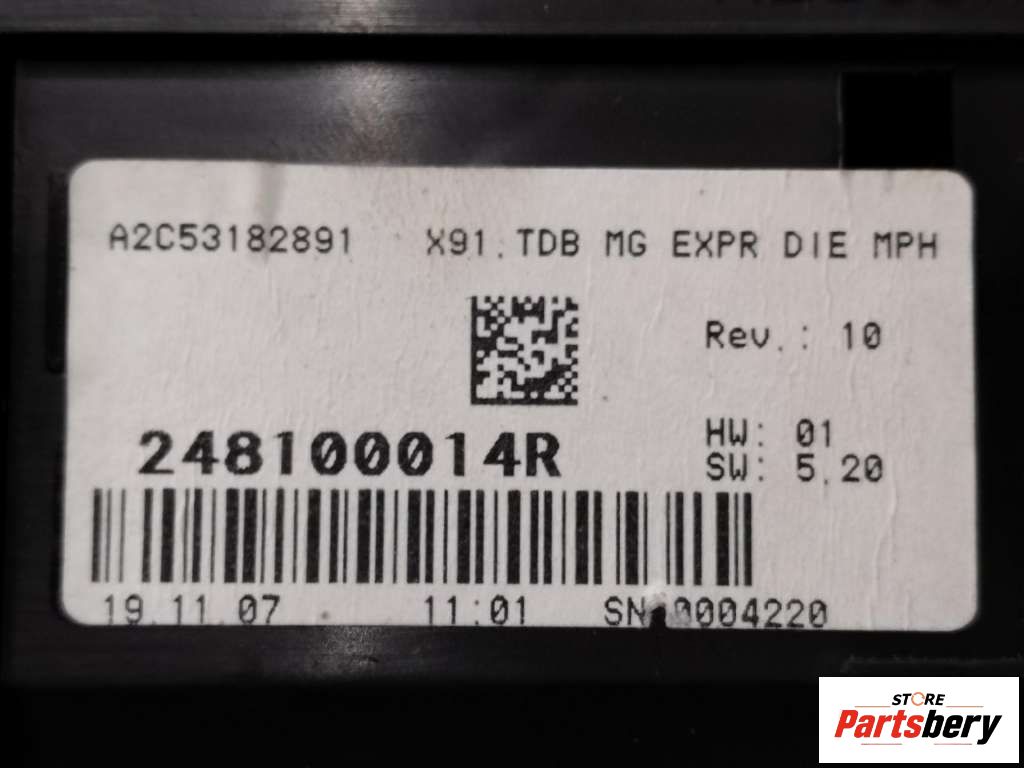 A2C53182891 X91.TDB MG EXPR DIE MPH
Rev.: 10
248100014R
HW: 01
SW: 5.20
19.11.07 11:01 SN 0004220
STORE
Partsbery